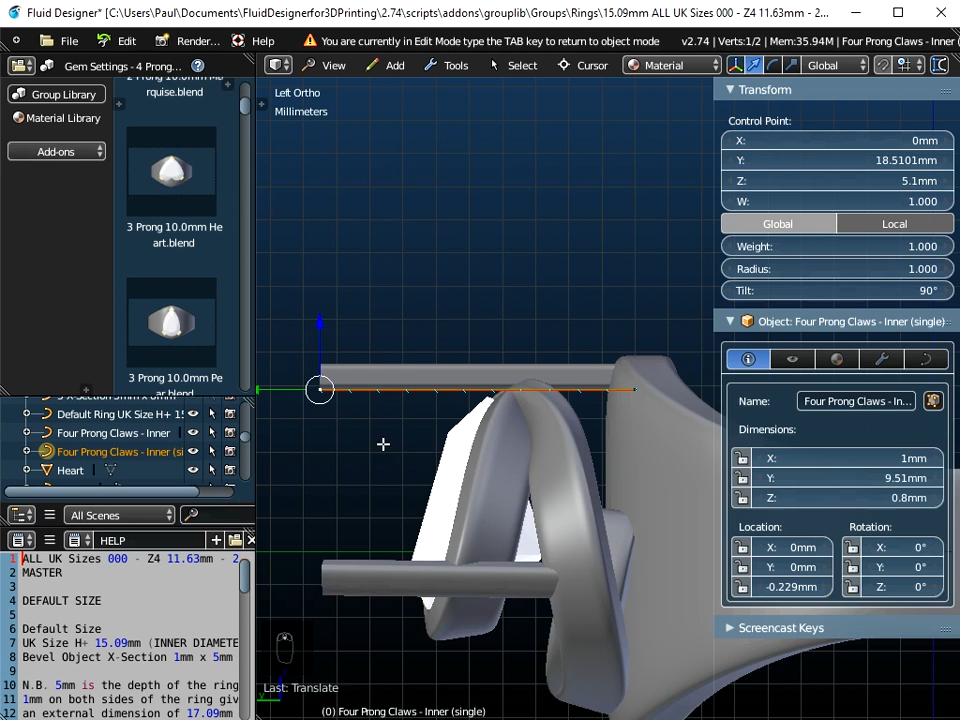 Fluid Designer* [C:\Users\Paul\Documents\FluidDesignerfor3DPrinting\2.74\scripts\addons\grouplib\Groups\Rings\15.09mm ALL UK Sizes 000 - Z4 11.63mm - 2...
File Edit Render... Help You are currently in Edit Mode type the TAB key to return to object mode v2.74 | Verts:1/2 | Mem:35.94M | Four Prong Claws - Inner (
Gem Settings - 4 Prong...
View Add Tools Select Cursor Material Global
Group Library
Material Library
Add-ons
rquise.blend
3 Prong 10.0mm He
art.blend
3 Prong 10.0mm Pe
ar.blend
Left Ortho
Millimeters
Transform
Control Point:
X: 0mm
Y: 18.5101mm
Z: 5.1mm
W: 1.000
Global Local
Weight: 1.000
Radius: 1.000
Tilt: 90°
Object: Four Prong Claws - Inner (single)
Name: Four Prong Claws - In...
Dimensions:
X: 1mm
Y: 9.51mm
Z: 0.8mm
Location: Rotation:
X: 0mm X: 0°
Y: 0mm Y: 0°
-0.229mm Z: 0°
Screencast Keys
Default Ring UK Size H+ 1
Four Prong Claws - Inner
Four Prong Claws - Inner (si
Heart
All Scenes
HELP
1 ALL UK Sizes 000 - Z4 11.63mm - 2
2 MASTER
3
4 DEFAULT SIZE
5
6 Default Size
7 UK Size H+ 15.09mm (INNER DIAMETE
8 Bevel Object X-Section 1mm x 5mm
9
10 N.B. 5mm is the depth of the ring
11 1mm on both sides of the ring giv
12 an external dimension of 17.09mm
Last: Translate
(0) Four Prong Claws - Inner (single)